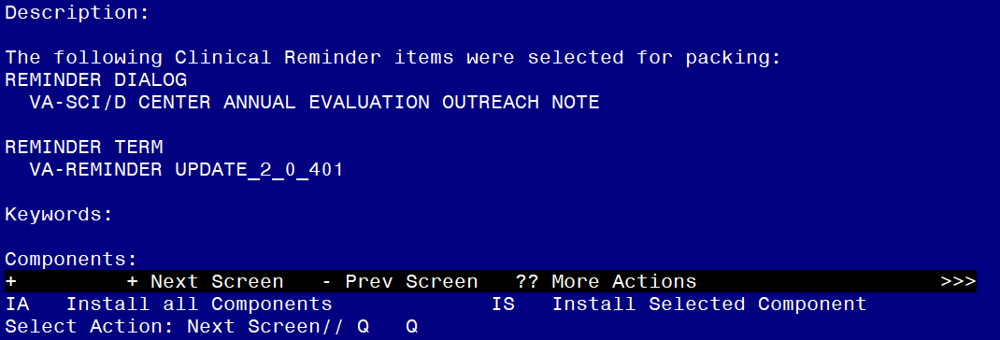 Description:
The following Clinical Reminder items were selected for packing:
REMINDER DIALOG
VA-SCI/D CENTER ANNUAL EVALUATION OUTREACH NOTE
REMINDER TERM
VA-REMINDER UPDATE_2_0_401
Keywords:
Components:
+ + Next Screen - Prev Screen ?? More Actions >>>
IA Install all Components IS Install Selected Component
Select Action: Next Screen// Q Q